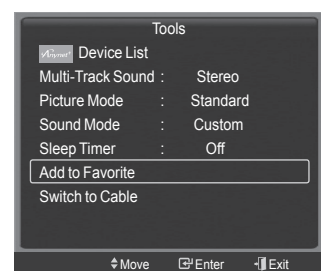 Tools
Anynet+ Device List
Multi-Track Sound : Stereo
Picture Mode : Standard
Sound Mode : Custom
Sleep Timer : Off
Add to Favorite
Switch to Cable
Move Enter Exit